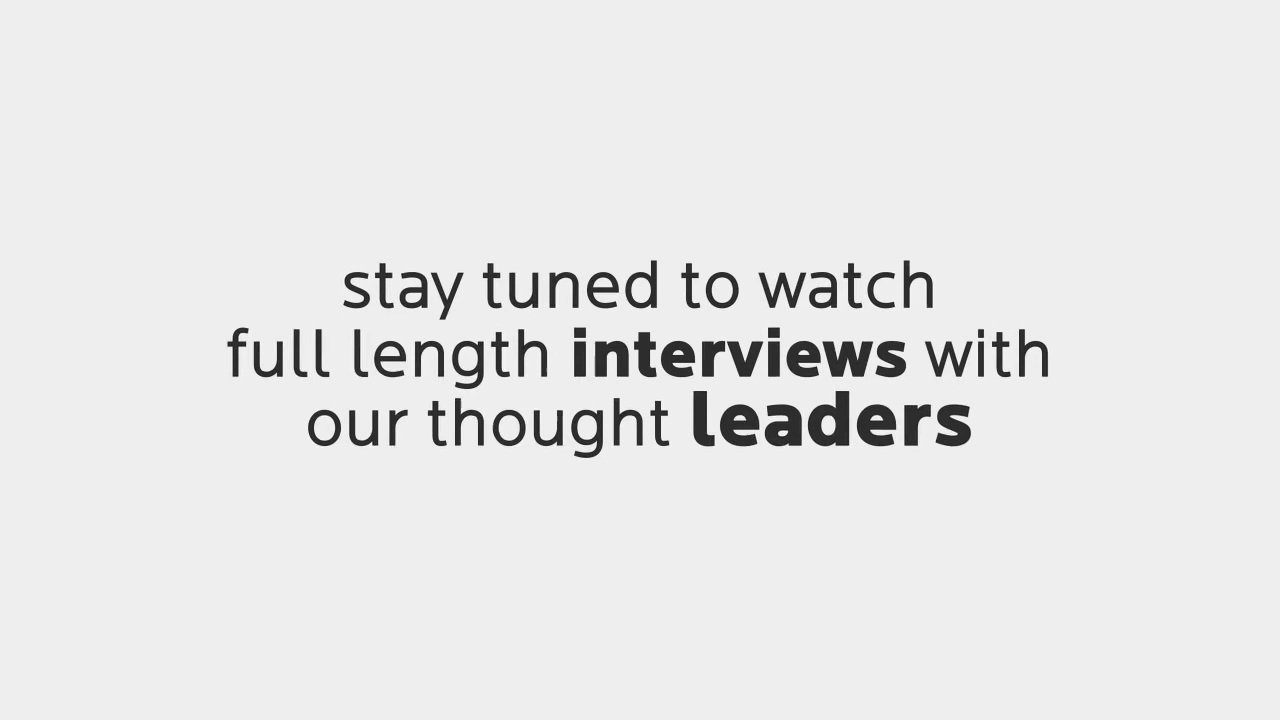 stay tuned to watch
full length interviews with
our thought leaders